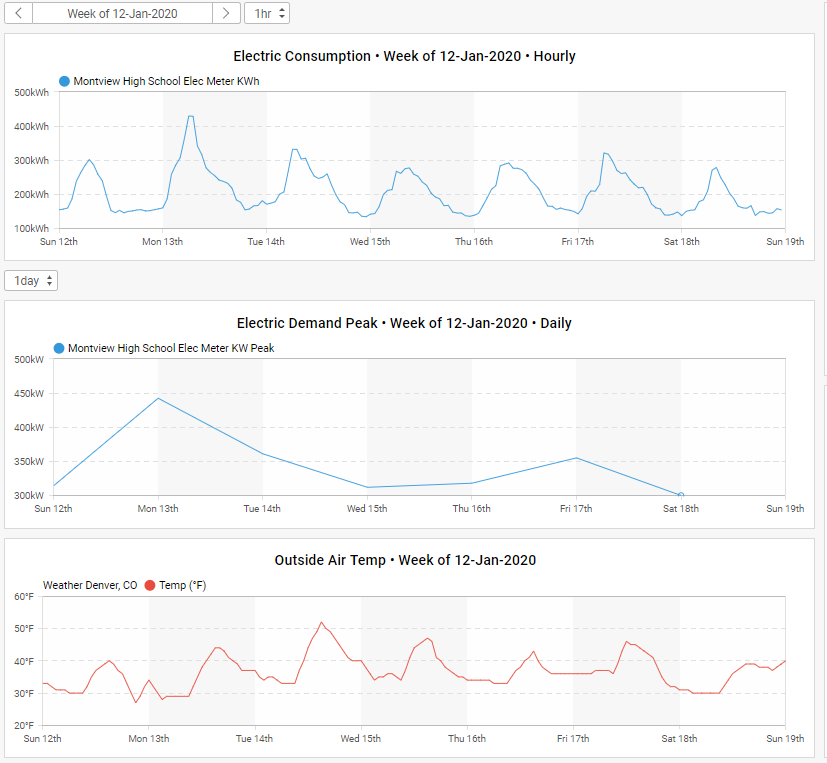 Week of 12-Jan-2020 1hr
Electric Consumption • Week of 12-Jan-2020 • Hourly
Montview High School Elec Meter KWh
500kWh
400kWh
300kWh
200kWh
100kWh
Sun 12th Mon 13th Tue 14th Wed 15th Thu 16th Fri 17th Sat 18th Sun 19th
1day
Electric Demand Peak • Week of 12-Jan-2020 • Daily
Montview High School Elec Meter KW Peak
500kW
450kW
400kW
350kW
300kW
Sun 12th Mon 13th Tue 14th Wed 15th Thu 16th Fri 17th Sat 18th Sun 19th
Outside Air Temp • Week of 12-Jan-2020
Weather Denver, CO Temp (°F)
60°F
50°F
40°F
30°F
20°F
Sun 12th Mon 13th Tue 14th Wed 15th Thu 16th Fri 17th Sat 18th Sun 19th